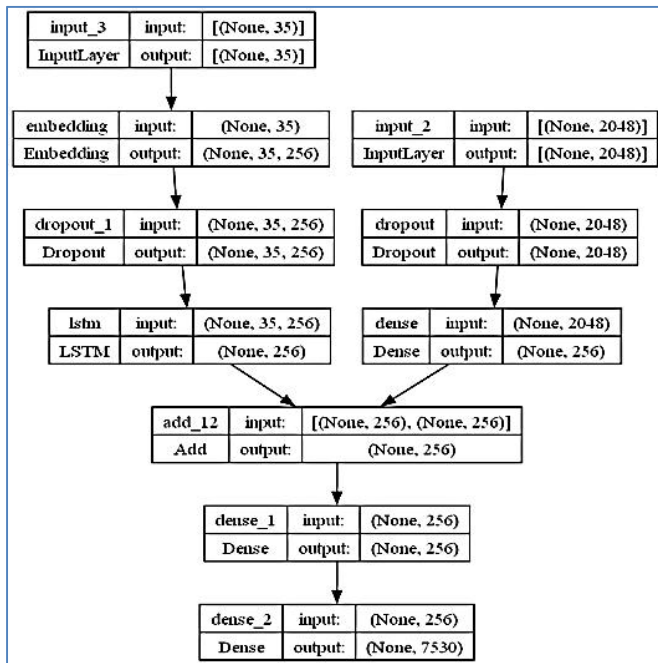 input_3 input: [(None, 35)]
InputLayer output: [(None, 35)]
embedding input: (None, 35)
Embedding output: (None, 35, 256)
input_2 input: [(None, 2048)]
InputLayer output: [(None, 2048)]
dropout_1 input: (None, 35, 256)
Dropout output: (None, 35, 256)
dropout input: (None, 2048)
Dropout output: (None, 2048)
lstm input: (None, 35, 256)
LSTM output: (None, 256)
dense input: (None, 2048)
Dense output: (None, 256)
add_12 input: [(None, 256), (None, 256)]
Add output: (None, 256)
dense_1 input: (None, 256)
Dense output: (None, 256)
dense_2 input: (None, 256)
Dense output: (None, 7530)